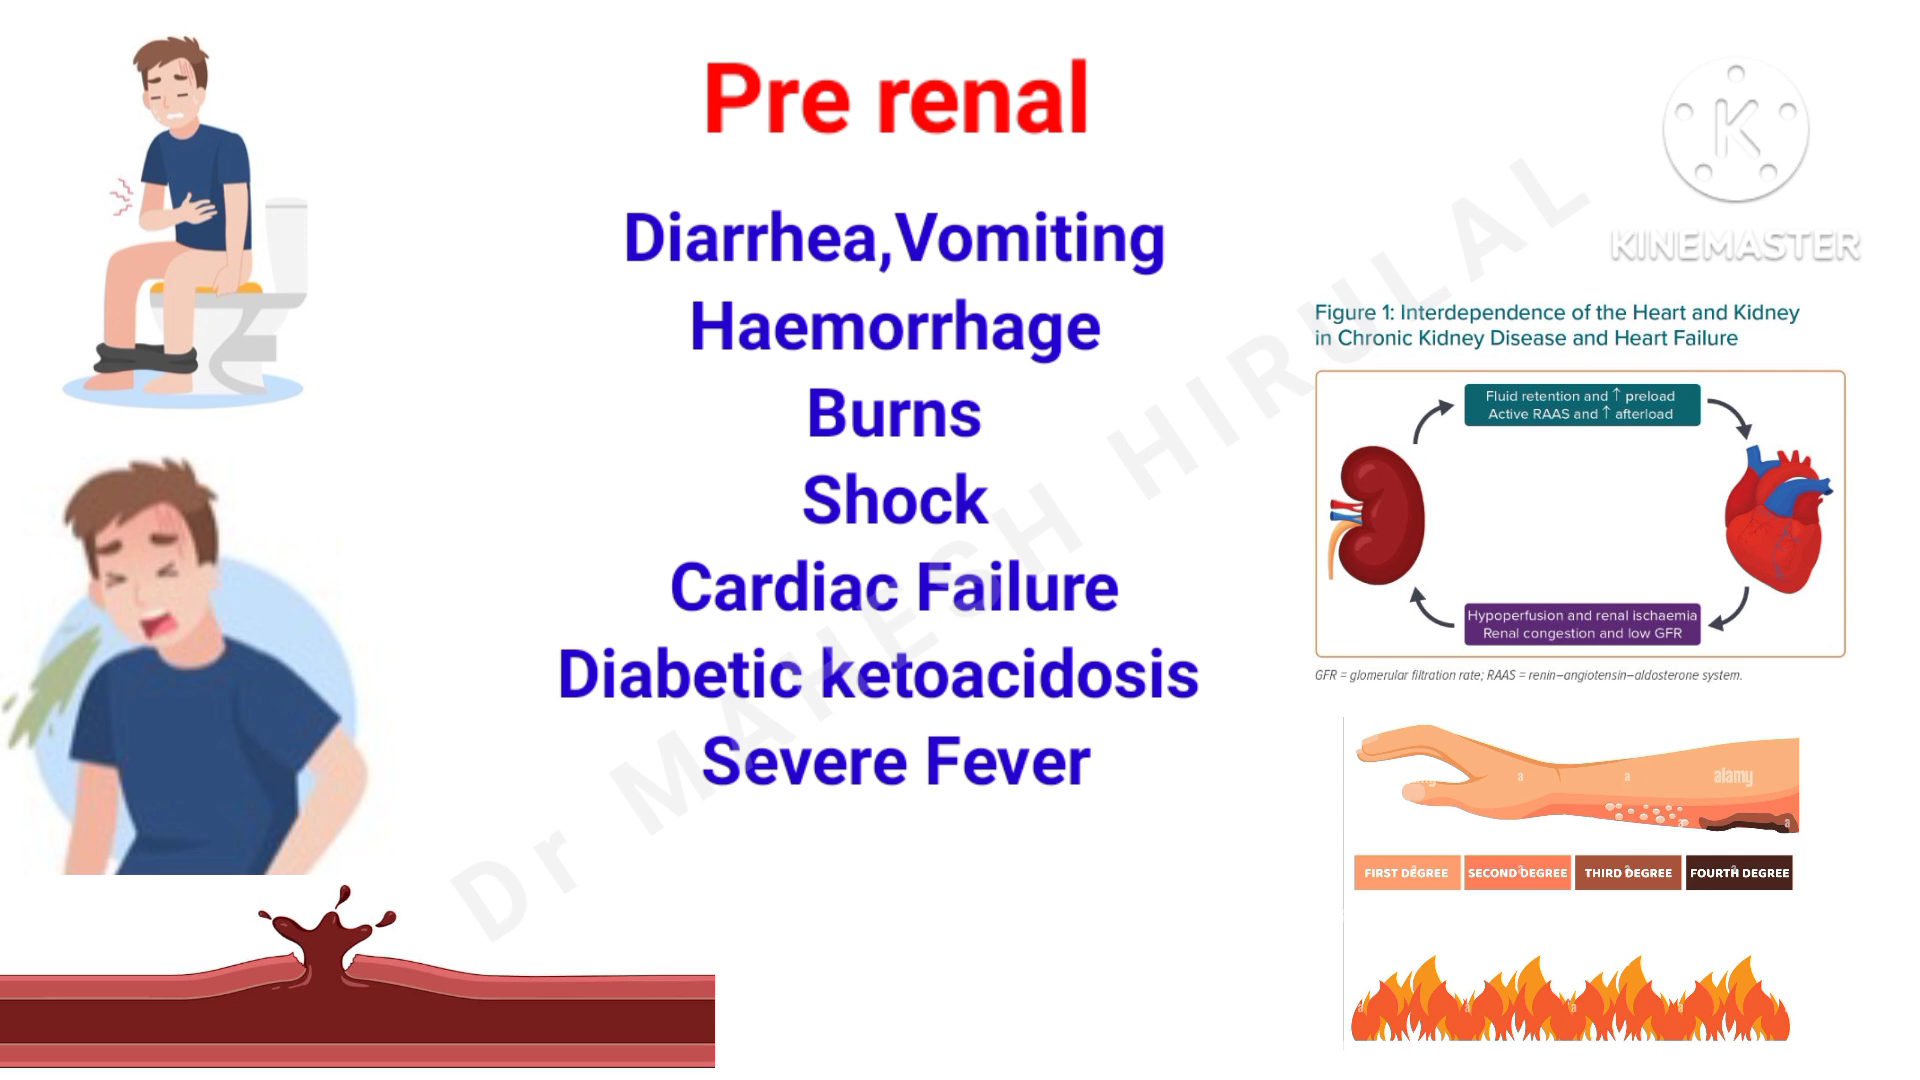 Pre renal
Diarrhea,Vomiting
Haemorrhage
Burns
Shock
Cardiac Failure
Diabetic ketoacidosis
Severe Fever
Dr MAHESH HIRULAL
K
KINEMASTER
Figure 1: Interdependence of the Heart and Kidney
in Chronic Kidney Disease and Heart Failure
Fluid retention and ↑ preload
Active RAAS and ↑ afterload
Hypoperfusion and renal ischaemia
Renal congestion and low GFR
GFR = glomerular filtration rate; RAAS = renin–angiotensin–aldosterone system.
a a alamy
a a
FIRST DEGREE SECOND DEGREE THIRD DEGREE FOURTH DEGREE
a a a a